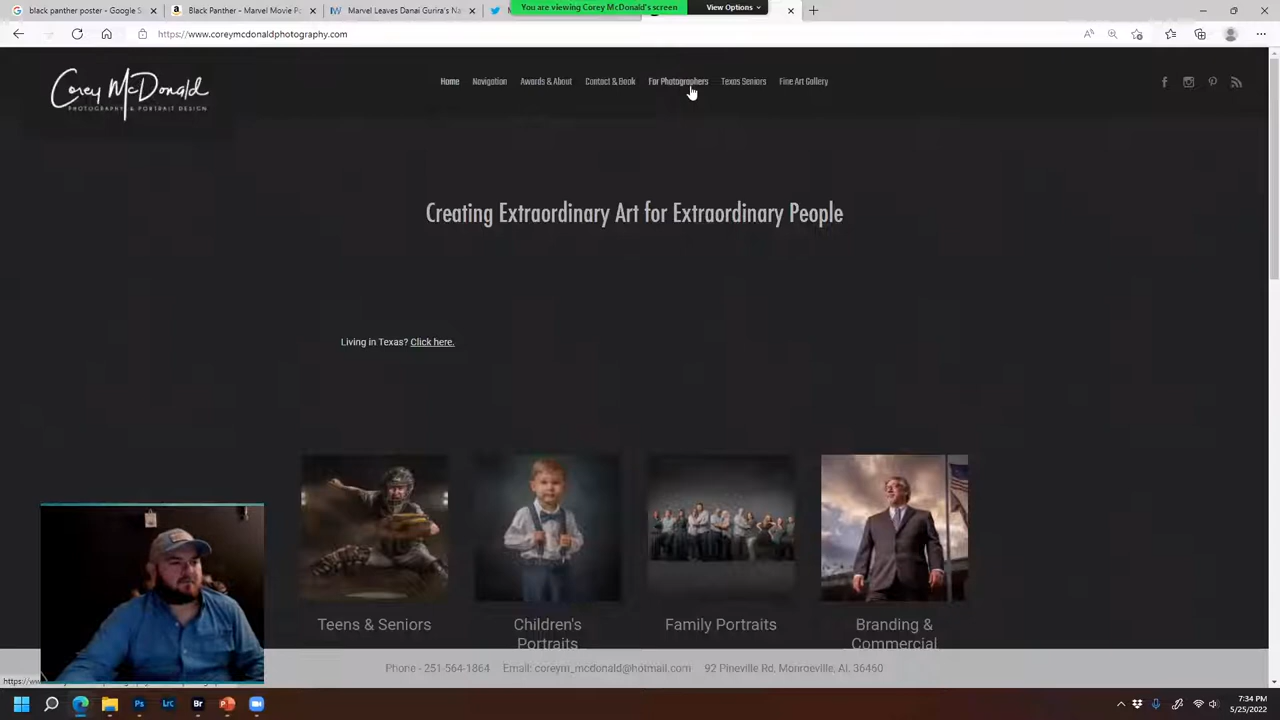 black panther poster - Google S
Black Panther - Marvel Movie Po
Marvel Leaves Danai Gurira's Na
You are viewing Corey McDonald's screen
View Options
https://www.coreymcdonaldphotography.com
Corey McDonald
PHOTOGRAPHY & PORTRAIT DESIGN
Home
Navigation
Awards & About
Contact & Book
For Photographers
Texas Seniors
Fine Art Gallery
Creating Extraordinary Art for Extraordinary People
Living in Texas? Click here.
Teens & Seniors
Children's
Portraits
Family Portraits
Branding &
Commercial
Phone - 251-564-1864 Email: coreym_mcdonald@hotmail.com 92 Pineville Rd, Monroeville, Al. 36460
Ps
Lrc
Br
7:34 PM
5/25/2022